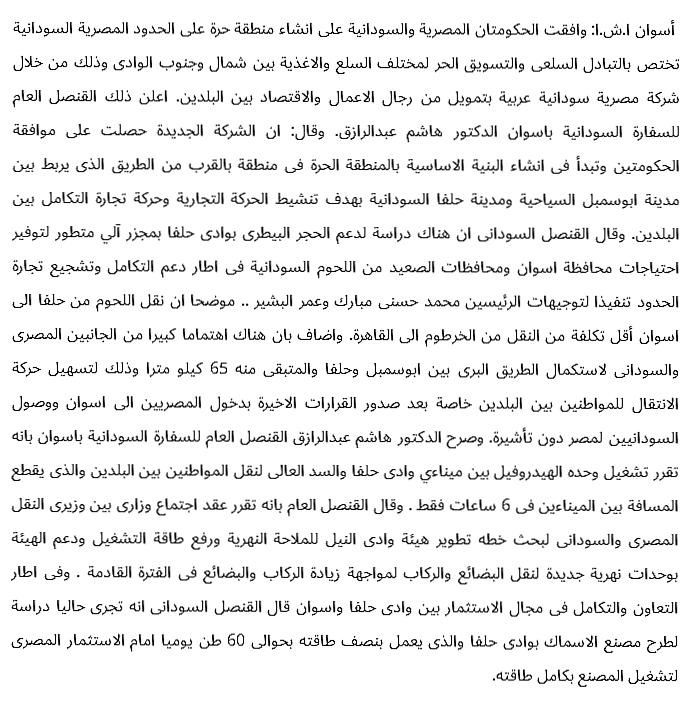 أسوان ا.ش.ا: وافقت الحكومتان المصرية والسودانية على انشاء منطقة حرة على الحدود المصرية السودانية
تختص بالتبادل السلعى والتسويق الحر لمختلف السلع والاغذية بين شمال وجنوب الوادى وذلك من خلال
شركة مصرية سودانية عربية بتمويل من رجال الاعمال والاقتصاد بين البلدين. اعلن ذلك القنصل العام
للسفارة السودانية باسوان الدكتور هاشم عبدالرازق. وقال: ان الشركة الجديدة حصلت على موافقة
الحكومتين وتبدأ فى انشاء البنية الاساسية بالمنطقة الحرة فى منطقة بالقرب من الطريق الذى يربط بين
مدينة ابوسمبل السياحية ومدينة حلفا السودانية بهدف تنشيط الحركة التجارية وحركة تجارة التكامل بين
البلدين. وقال القنصل السودانى ان هناك دراسة لدعم الحجر البيطرى بوادى حلفا بمجزر آلي متطور لتوفير
احتياجات محافظة اسوان ومحافظات الصعيد من اللحوم السودانية فى اطار دعم التكامل وتشجيع تجارة
الحدود تنفيذا لتوجيهات الرئيسين محمد حسنى مبارك وعمر البشير .. موضحا ان نقل اللحوم من حلفا الى
اسوان أقل تكلفة من النقل من الخرطوم الى القاهرة. واضاف بان هناك اهتماما كبيرا من الجانبين المصرى
والسودانى لاستكمال الطريق البرى بين ابوسمبل وحلفا والمتبقى منه 65 كيلو مترا وذلك لتسهيل حركة
الانتقال للمواطنين بين البلدين خاصة بعد صدور القرارات الاخيرة بدخول المصريين الى اسوان ووصول
السودانيين لمصر دون تأشيرة. وصرح الدكتور هاشم عبدالرازق القنصل العام للسفارة السودانية باسوان بانه
تقرر تشغيل وحده الهيدروفيل بين ميناءي وادى حلفا والسد العالى لنقل المواطنين بين البلدين والذى يقطع
المسافة بين الميناءين فى 6 ساعات فقط . وقال القنصل العام بانه تقرر عقد اجتماع وزارى بين وزيرى النقل
المصرى والسودانى لبحث خطه تطوير هيئة وادى النيل للملاحة النهرية ورفع طاقة التشغيل ودعم الهيئة
بوحدات نهرية جديدة لنقل البضائع والركاب لمواجهة زيادة الركاب والبضائع فى الفترة القادمة . وفى اطار
التعاون والتكامل فى مجال الاستثمار بين وادى حلفا واسوان قال القنصل السودانى انه تجرى حاليا دراسة
لطرح مصنع الاسماك بوادى حلفا والذى يعمل بنصف طاقته بحوالى 60 طن يوميا امام الاستثمار المصرى
لتشغيل المصنع بكامل طاقته.